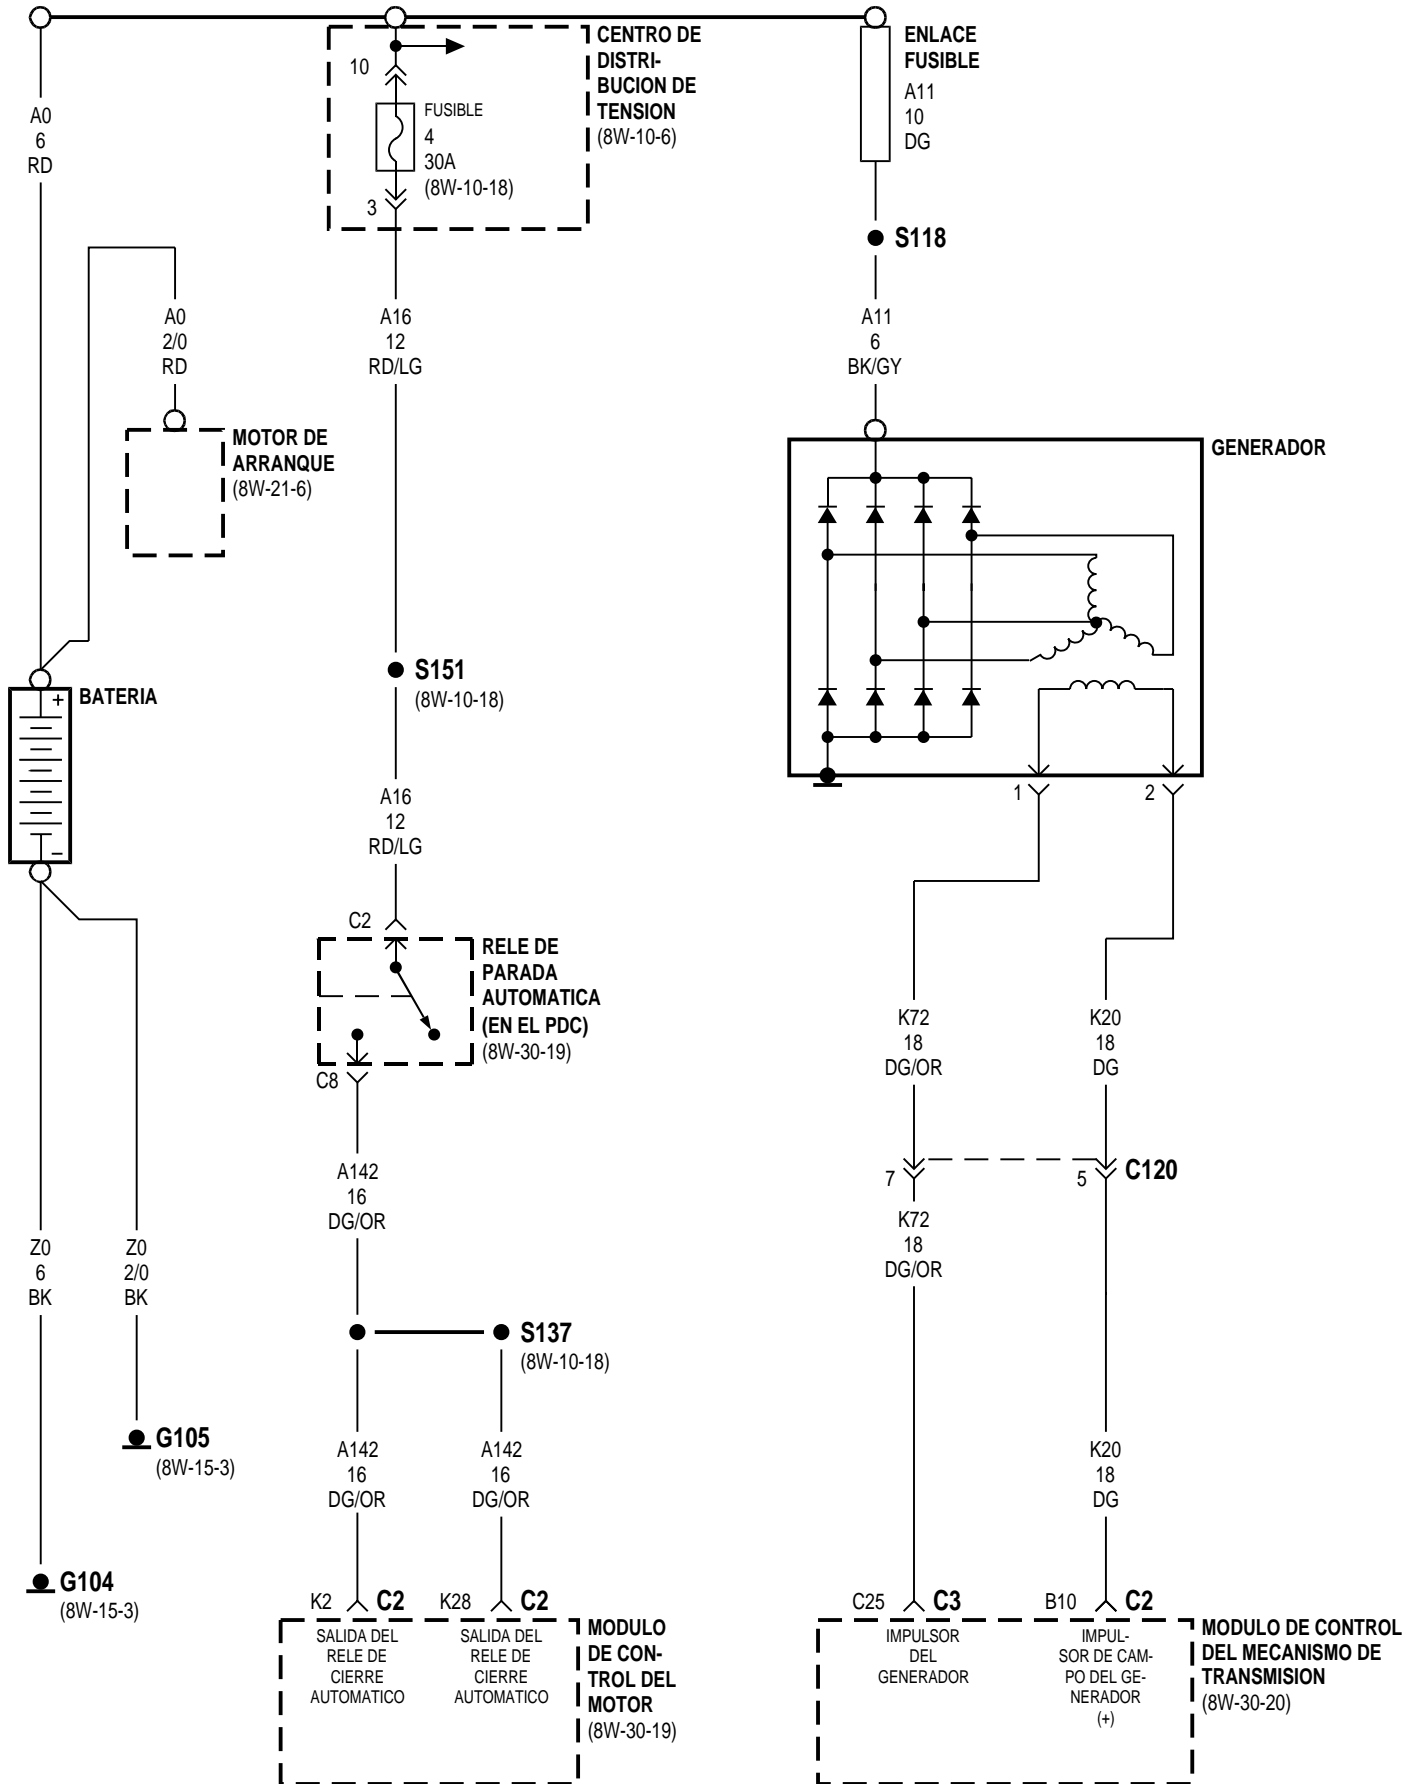 CENTRO DE
DISTRI-
BUCION DE
TENSION
(8W-10-6)
10
FUSIBLE
4
30A
(8W-10-18)
3
ENLACE
FUSIBLE
A11
10
DG
S118
A0
6
RD
A0
2/0
RD
A16
12
RD/LG
A11
6
BK/GY
MOTOR DE
ARRANQUE
(8W-21-6)
GENERADOR
BATERIA
+
–
S151
(8W-10-18)
1
2
A16
12
RD/LG
C2
RELE DE
PARADA
AUTOMATICA
(EN EL PDC)
(8W-30-19)
C8
K72
18
DG/OR
K20
18
DG
A142
16
DG/OR
7
5
C120
K72
18
DG/OR
Z0
6
BK
Z0
2/0
BK
S137
(8W-10-18)
G105
(8W-15-3)
A142
16
DG/OR
A142
16
DG/OR
K20
18
DG
G104
(8W-15-3)
K2
C2
K28
C2
C25
C3
B10
C2
SALIDA DEL
RELE DE
CIERRE
AUTOMATICO
SALIDA DEL
RELE DE
CIERRE
AUTOMATICO
MODULO
DE CON-
TROL DEL
MOTOR
(8W-30-19)
IMPULSOR
DEL
GENERADOR
IMPUL-
SOR DE CAM-
PO DEL GE-
NERADOR
(+)
MODULO DE CONTROL
DEL MECANISMO DE
TRANSMISION
(8W-30-20)